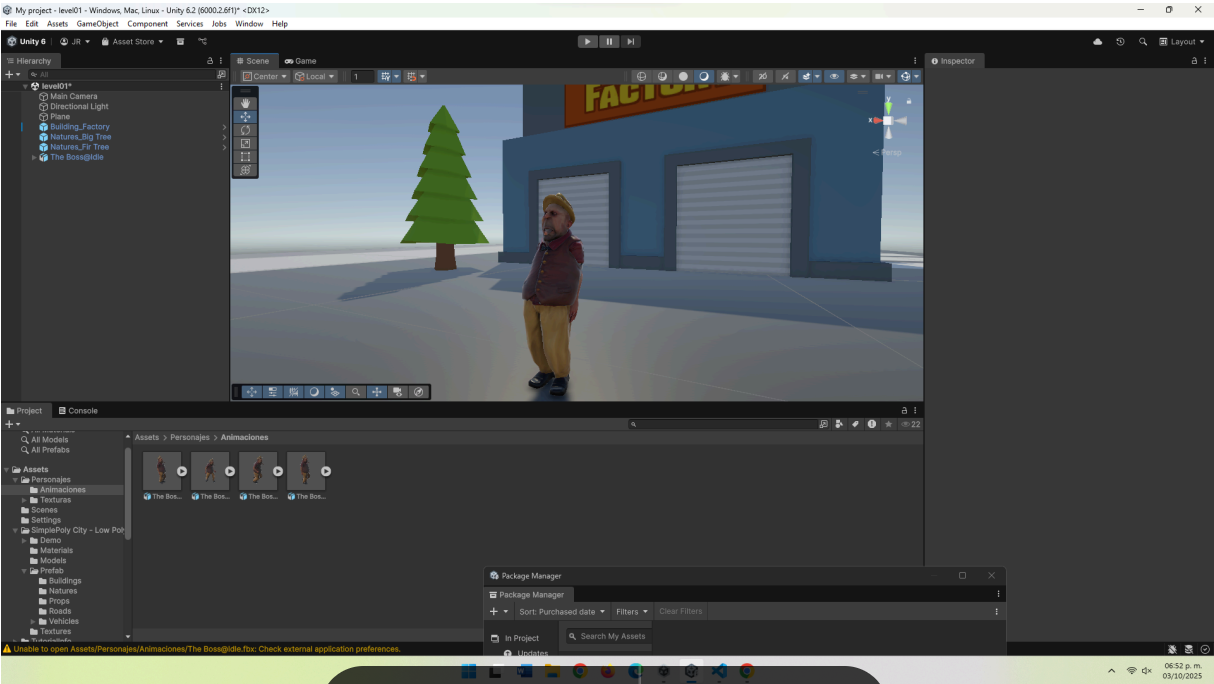 My project - level01 - Windows, Mac, Linux - Unity 6.2 (6000.2.6f1)* <DX12>
File Edit Assets GameObject Component Services Jobs Window Help
Unity 6 JR Asset Store Layout
Hierarchy Scene Game Inspector
All Center Local 1
level01*
Main Camera
Directional Light
Plane
Building_Factory
Natures_Big Tree
Natures_Fir Tree
The Boss@Idle
y
x
Persp
Project Console
22
All Models
All Prefabs
Assets > Personajes > Animaciones
Assets
Personajes
Animaciones
Texturas
Scenes
Settings
SimplePoly City - Low Pol
Demo
Materials
Models
Prefab
Buildings
Natures
Props
Roads
Vehicles
Textures
The Bos... The Bos... The Bos... The Bos...
Package Manager
Package Manager
Sort: Purchased date Filters Clear Filters
In Project Search My Assets
Updates
Unable to open Assets/Personajes/Animaciones/The Boss@Idle.fbx: Check external application preferences.
06:52 p. m.
03/10/2025